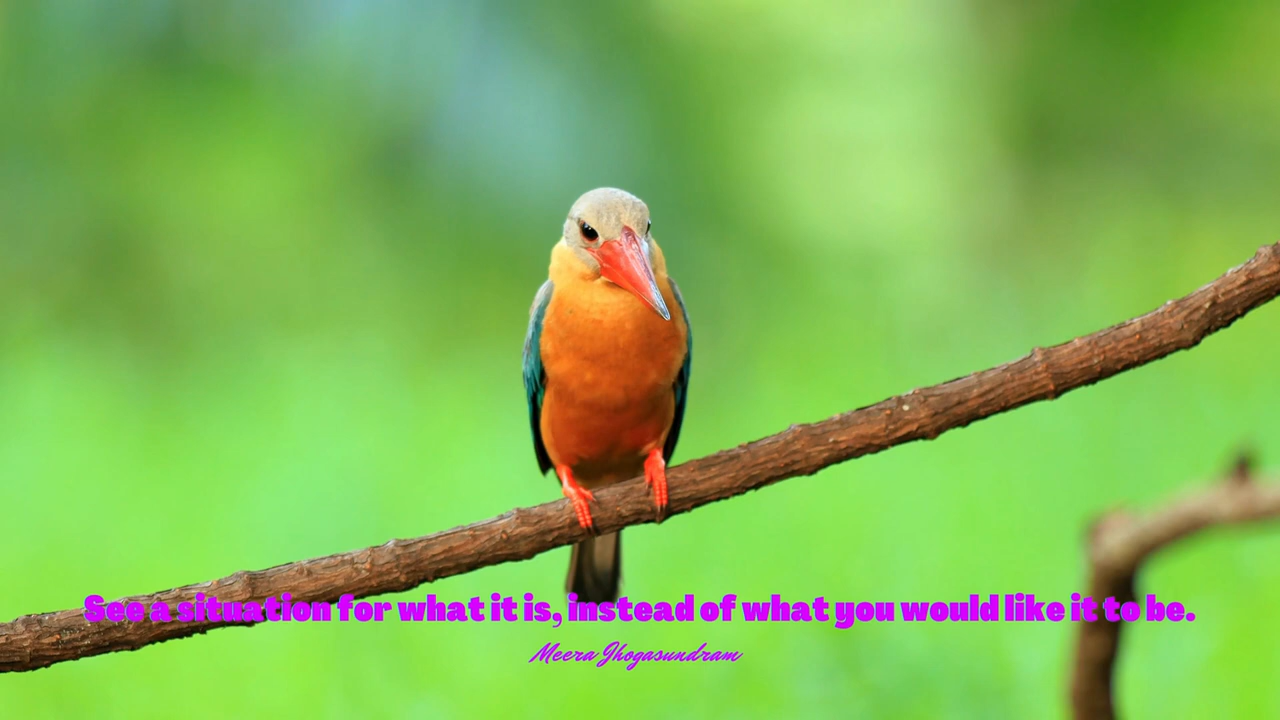 See a situation for what it is, instead of what you would like it to be.
Meera Jhogasundram